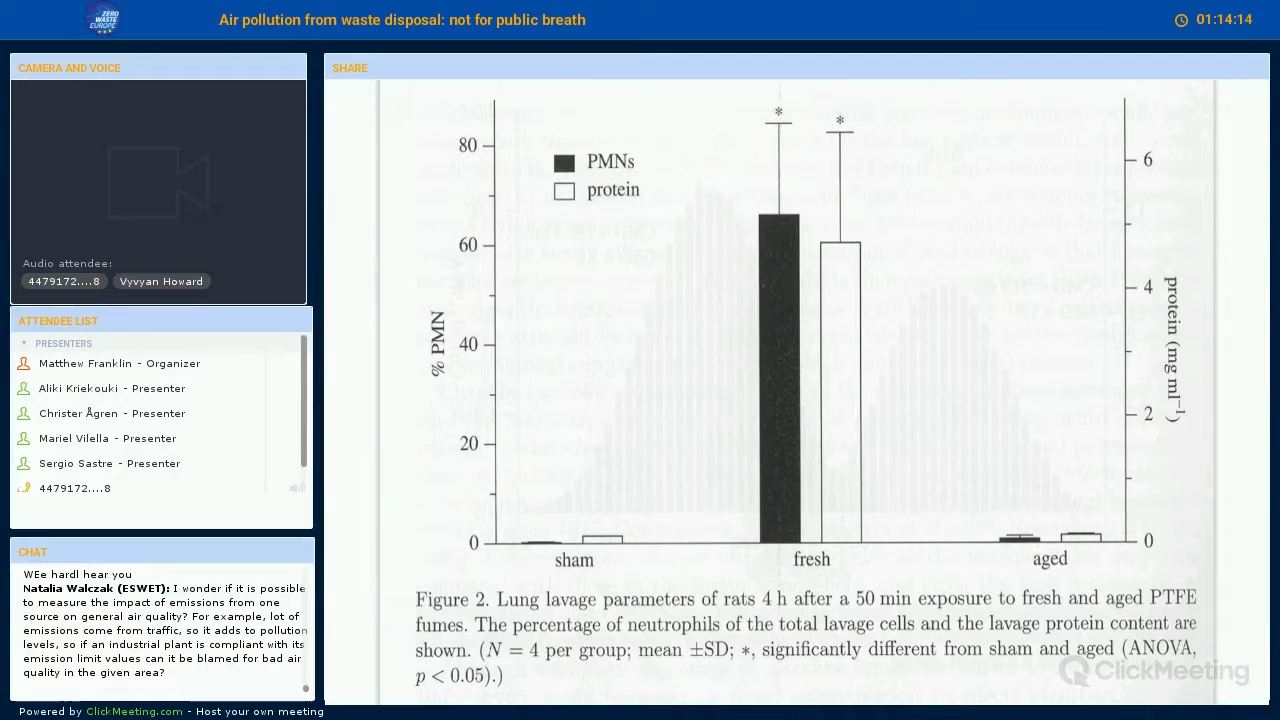 ZERO WASTE EUROPE
Air pollution from waste disposal: not for public breath
01:14:14
CAMERA AND VOICE
Audio attendee:
4479172....8 Vyvyan Howard
ATTENDEE LIST
PRESENTERS
Matthew Franklin - Organizer
Aliki Kriekouki - Presenter
Christer Ågren - Presenter
Mariel Vilella - Presenter
Sergio Sastre - Presenter
4479172....8
CHAT
WEe hardl hear you
Natalia Walczak (ESWET): I wonder if it is possible
to measure the impact of emissions from one
source on general air quality? For example, lot of
emissions come from traffic, so it adds to pollution
levels, so if an industrial plant is compliant with its
emission limit values can it be blamed for bad air
quality in the given area?
Powered by ClickMeeting.com - Host your own meeting
SHARE
PMNs
protein
* *
80
60
40
20
0
% PMN
6
4
2
0
protein (mg ml⁻¹)
sham fresh aged
Figure 2. Lung lavage parameters of rats 4 h after a 50 min exposure to fresh and aged PTFE
fumes. The percentage of neutrophils of the total lavage cells and the lavage protein content are
shown. (N = 4 per group; mean ±SD; *, significantly different from sham and aged (ANOVA,
p < 0.05).)
ClickMeeting